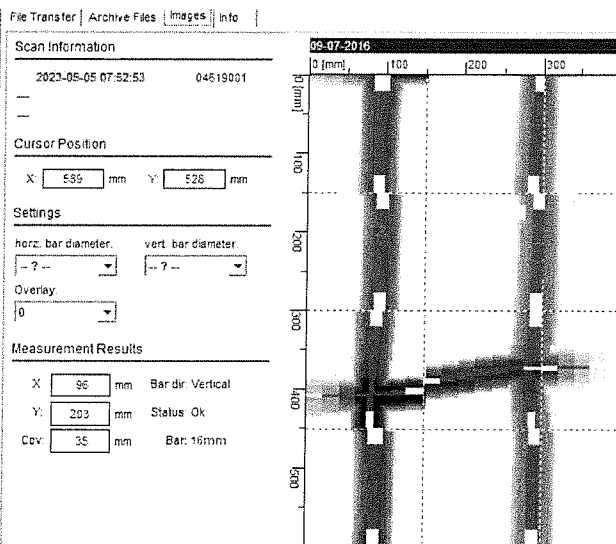 File Transfer Archive Files Images Info
Scan Information
2023-05-05 07:52:53 04619001
Cursor Position
X: 539 mm Y: 528 mm
Settings
horz. bar diameter. vert. bar diameter.
-- ? -- -- ? --
Overlay.
0
Measurement Results
X 96 mm Bar dir: Vertical
Y: 203 mm Status: Ok
Cov: 35 mm Bar: 16mm
09-07-2016
0 [mm] 100 200 300
0 [mm]
100
200
300
400
500